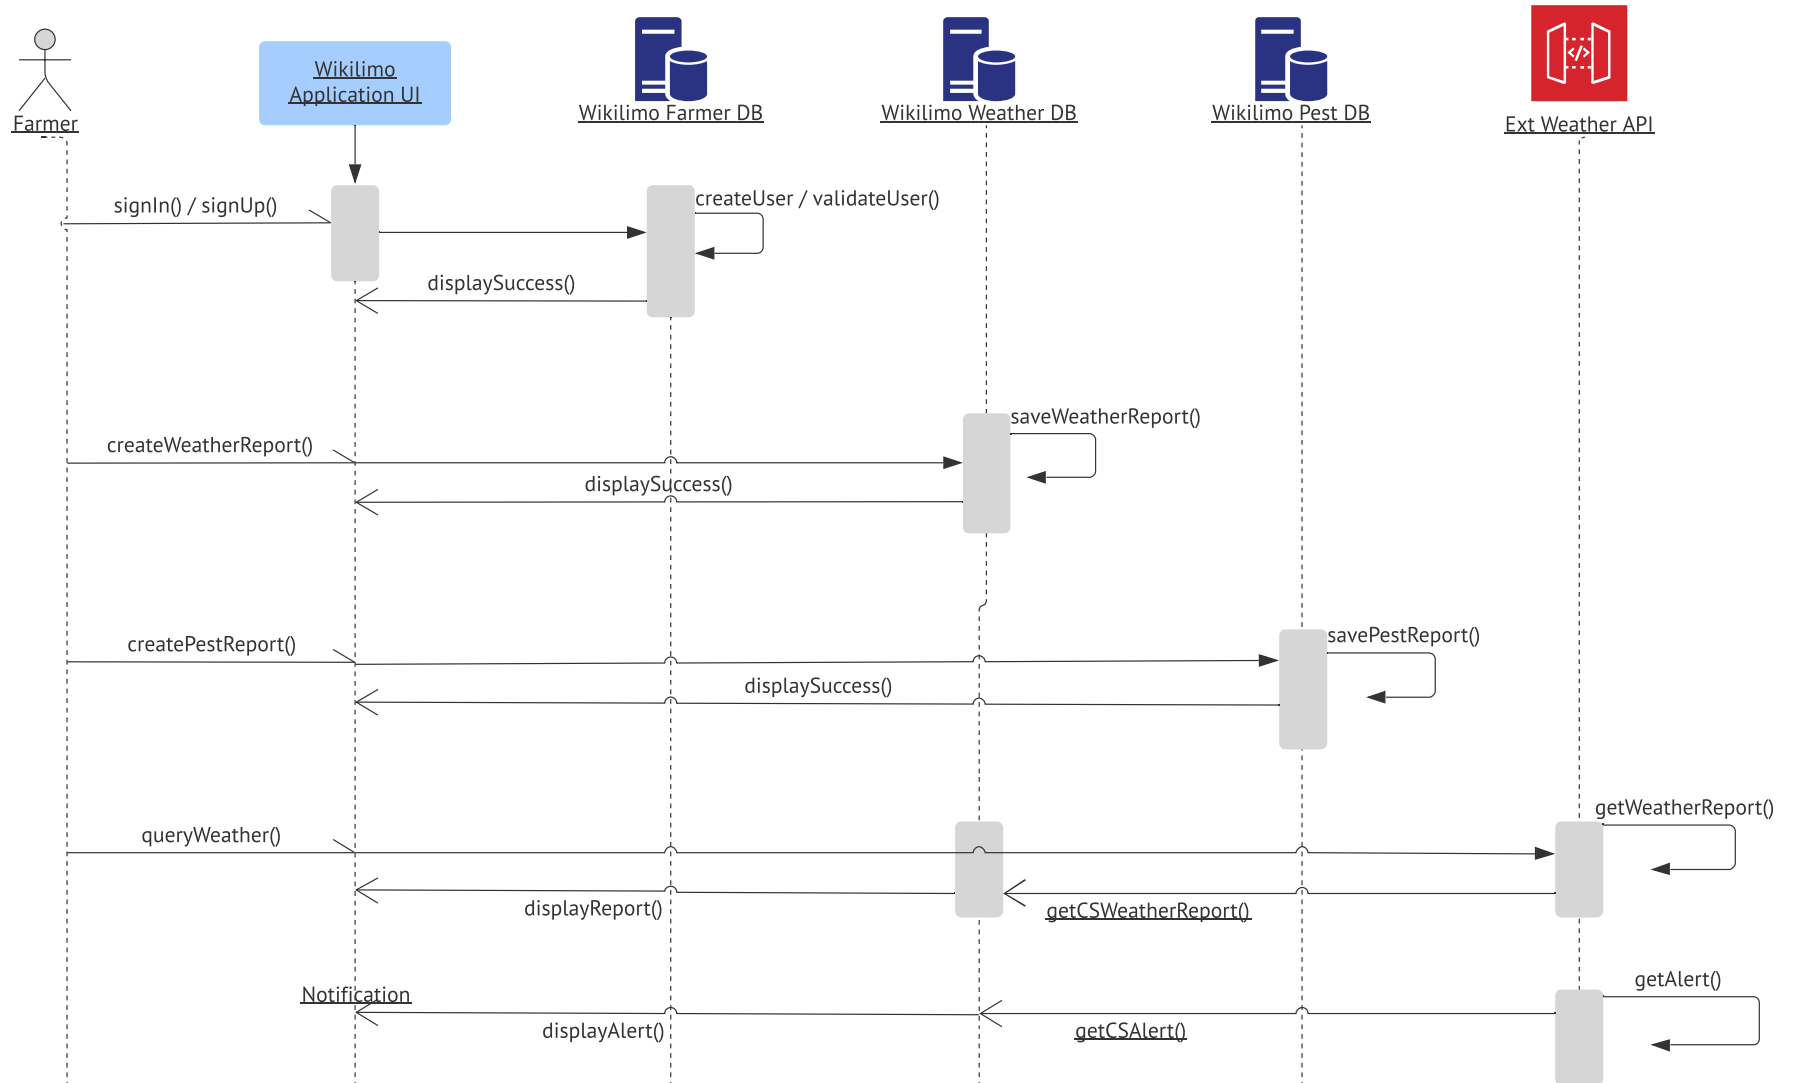 Farmer
Wikilimo
Application UI
Wikilimo Farmer DB
Wikilimo Weather DB
Wikilimo Pest DB
Ext Weather API
signIn() / signUp()
createUser / validateUser()
displaySuccess()
createWeatherReport()
saveWeatherReport()
displaySuccess()
createPestReport()
savePestReport()
displaySuccess()
queryWeather()
getWeatherReport()
displayReport()
getCSWeatherReport()
Notification
getAlert()
displayAlert()
getCSAlert()